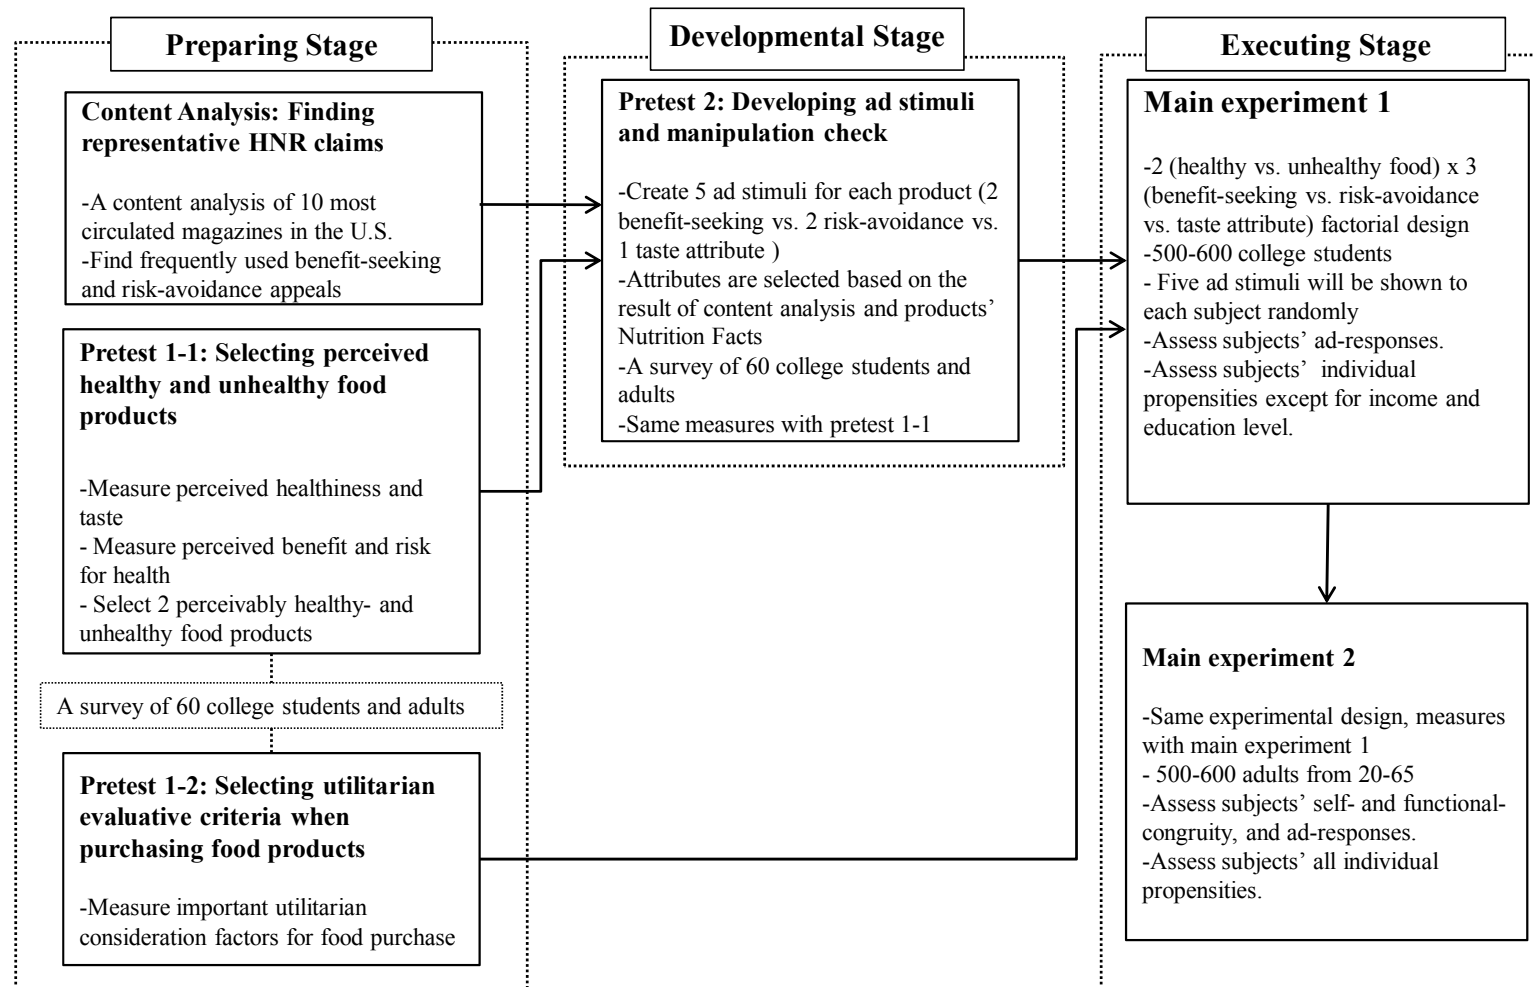 Preparing Stage
Content Analysis: Finding
representative HNR claims
-A content analysis of 10 most
circulated magazines in the U.S.
-Find frequently used benefit-seeking
and risk-avoidance appeals
Pretest 1-1: Selecting perceived
healthy and unhealthy food
products
-Measure perceived healthiness and
taste
- Measure perceived benefit and risk
for health
- Select 2 perceivably healthy- and
unhealthy food products
A survey of 60 college students and adults
Pretest 1-2: Selecting utilitarian
evaluative criteria when
purchasing food products
-Measure important utilitarian
consideration factors for food purchase
Developmental Stage
Pretest 2: Developing ad stimuli
and manipulation check
-Create 5 ad stimuli for each product (2
benefit-seeking vs. 2 risk-avoidance vs.
1 taste attribute )
-Attributes are selected based on the
result of content analysis and products’
Nutrition Facts
-A survey of 60 college students and
adults
-Same measures with pretest 1-1
Executing Stage
Main experiment 1
-2 (healthy vs. unhealthy food) x 3
(benefit-seeking vs. risk-avoidance
vs. taste attribute) factorial design
-500-600 college students
- Five ad stimuli will be shown to
each subject randomly
-Assess subjects’ ad-responses.
-Assess subjects’ individual
propensities except for income and
education level.
Main experiment 2
-Same experimental design, measures
with main experiment 1
- 500-600 adults from 20-65
-Assess subjects’ self- and functional-
congruity, and ad-responses.
-Assess subjects’ all individual
propensities.